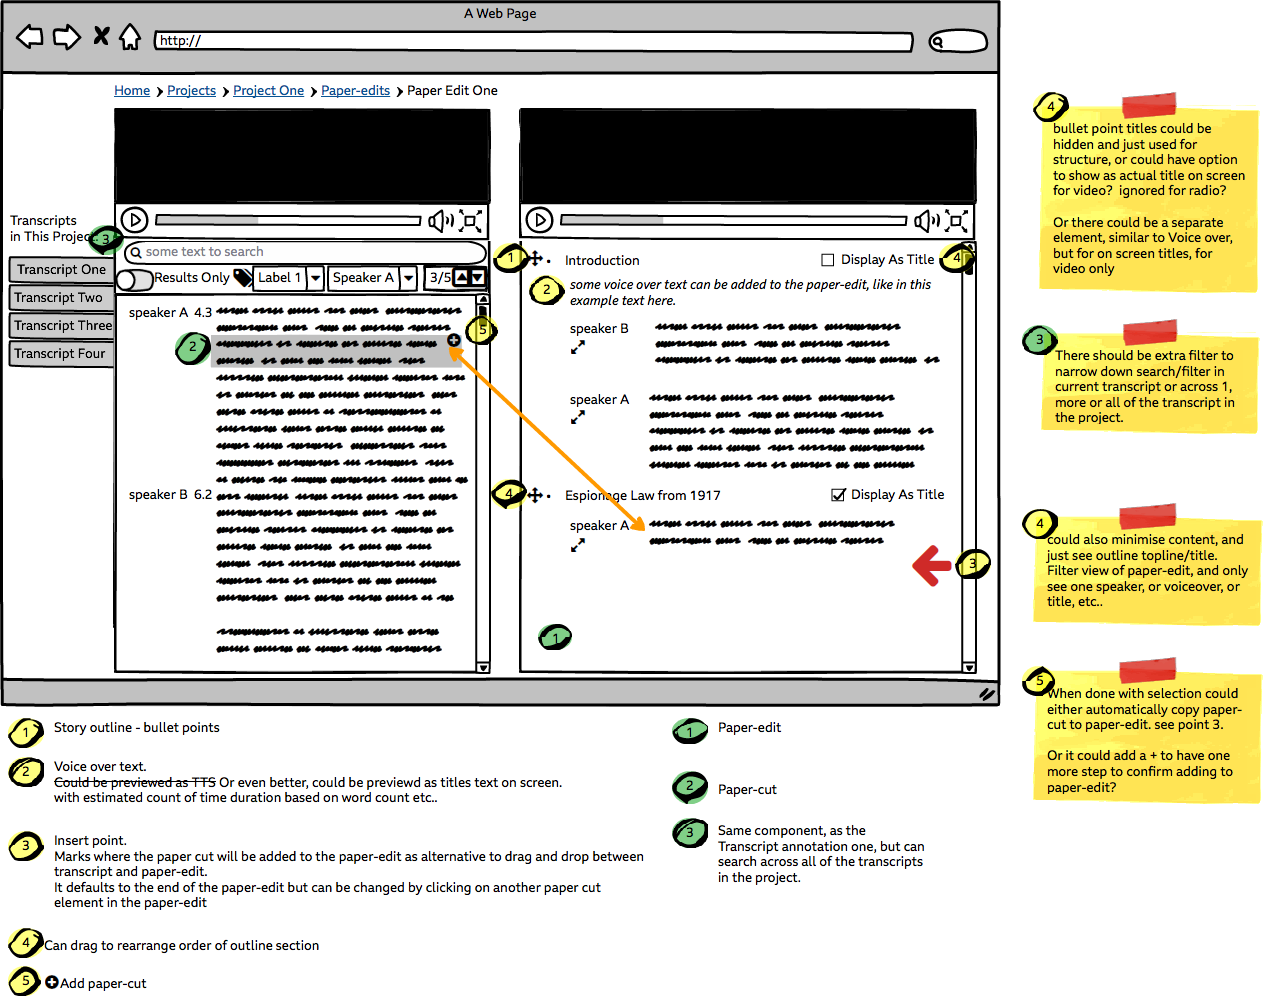 A Web Page
http://
Home Projects Project One Paper-edits Paper Edit One
Transcripts
in This Project
3
Transcript One
Transcript Two
Transcript Three
Transcript Four
some text to search
Results Only Label 1 Speaker A 3/5
speaker A 4.3
5
2
speaker B 6.2
1
Introduction Display As Title 4
2
some voice over text can be added to the paper-edit, like in this
example text here.
speaker B
speaker A
4
Espionage Law from 1917 Display As Title
speaker A
3
1
4
bullet point titles could be
hidden and just used for
structure, or could have option
to show as actual title on screen
for video? ignored for radio?
Or there could be a separate
element, similar to Voice over,
but for on screen titles, for
video only
3
There should be extra filter to
narrow down search/filter in
current transcript or across 1,
more or all of the transcript in
the project.
4
could also minimise content, and
just see outline topline/title.
Filter view of paper-edit, and only
see one speaker, or voiceover, or
title, etc..
5
When done with selection could
either automatically copy paper-
cut to paper-edit. see point 3.
Or it could add a + to have one
more step to confirm adding to
paper-edit?
1 Story outline - bullet points
2 Voice over text.
Could be previewed as TTS Or even better, could be previewd as titles text on screen.
with estimated count of time duration based on word count etc..
3 Insert point.
Marks where the paper cut will be added to the paper-edit as alternative to drag and drop between
transcript and paper-edit.
It defaults to the end of the paper-edit but can be changed by clicking on another paper cut
element in the paper-edit
4 Can drag to rearrange order of outline section
5 Add paper-cut
1 Paper-edit
2 Paper-cut
3 Same component, as the
Transcript annotation one, but can
search across all of the transcripts
in the project.